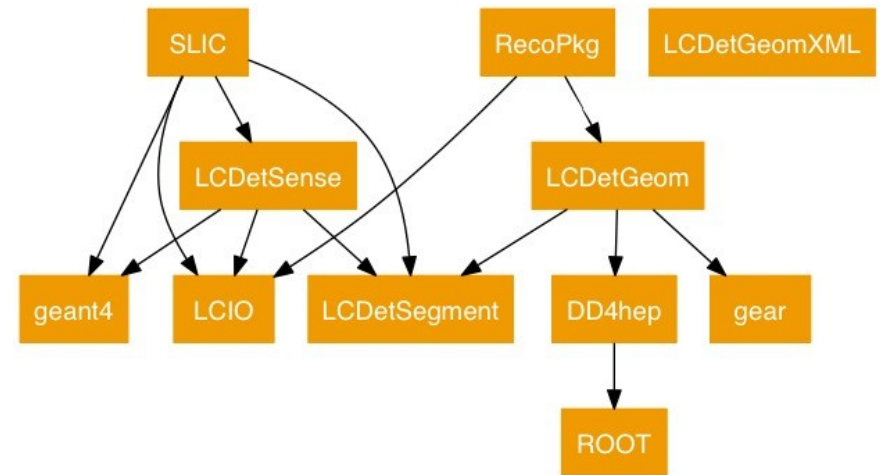 SLIC
RecoPkg
LCDetGeomXML
LCDetSense
LCDetGeom
geant4
LCIO
LCDetSegment
DD4hep
gear
ROOT